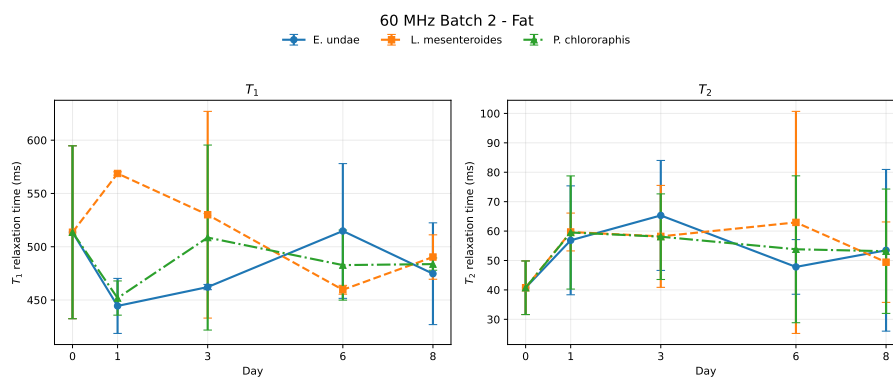 60 MHz Batch 2 - Fat
E. undae
L. mesenteroides
P. chlororaphis
T1
T1 relaxation time (ms)
600
550
500
450
0 1 3 6 8
Day
T2
T2 relaxation time (ms)
100
90
80
70
60
50
40
30
0 1 3 6 8
Day